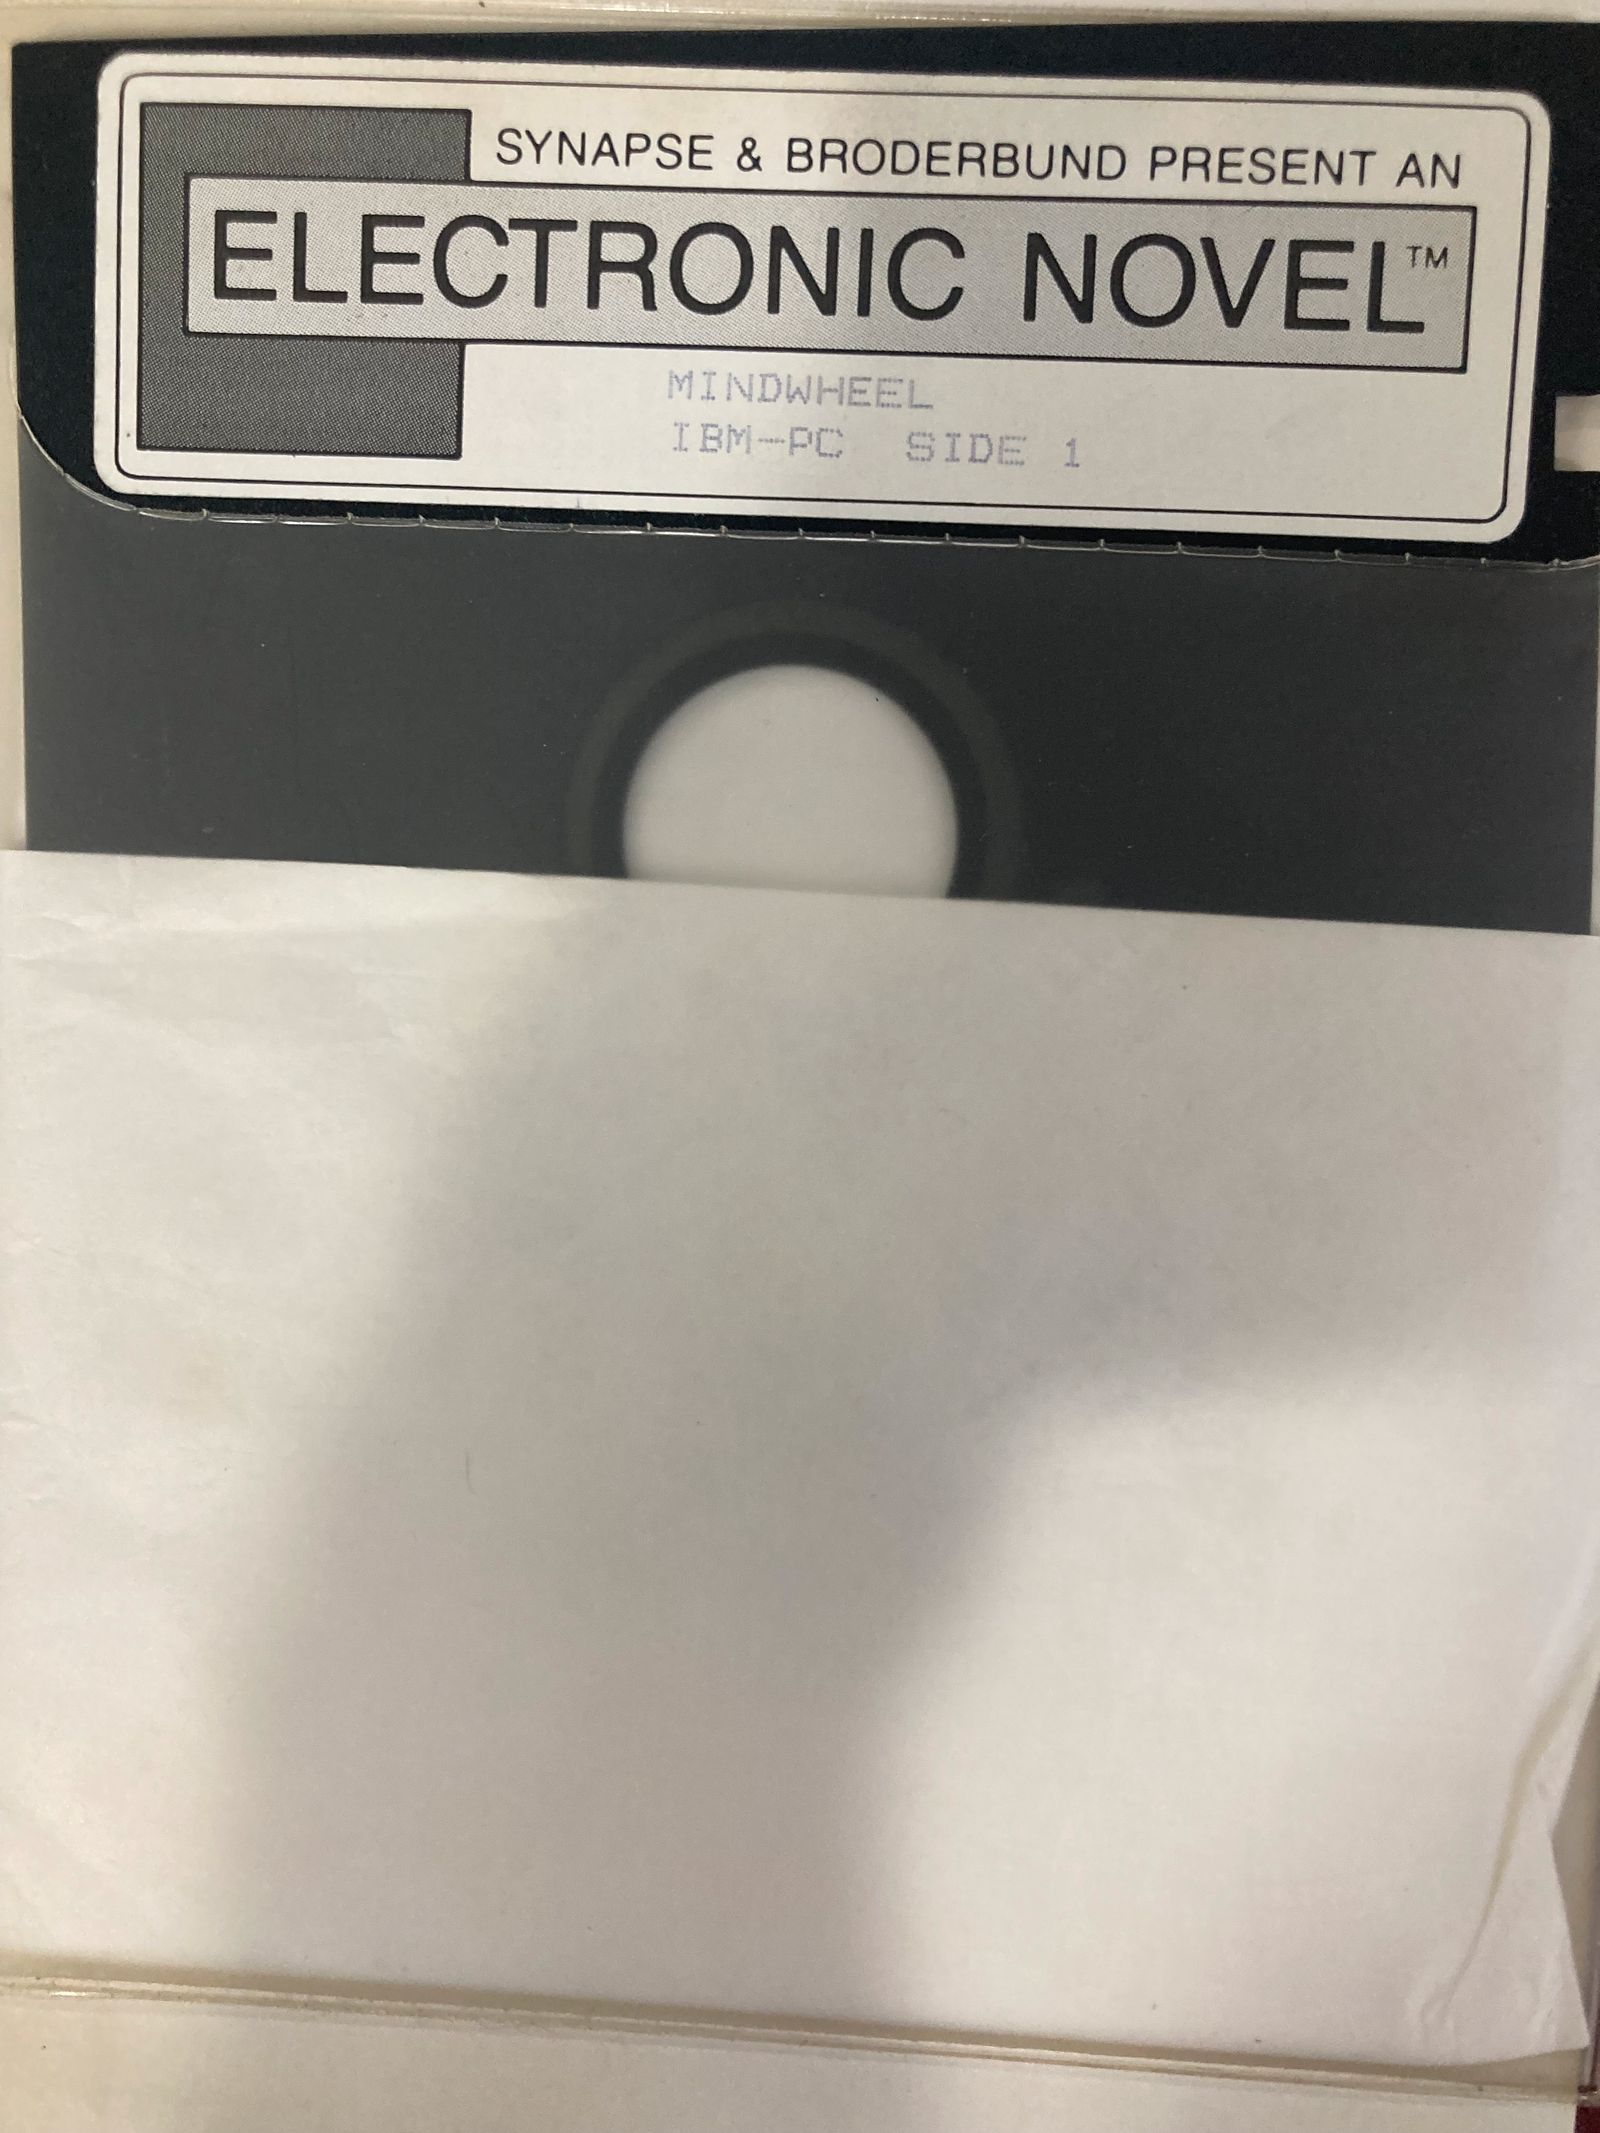 SYNAPSE & BRODERBUND PRESENT AN
ELECTRONIC NOVEL™
MINDWHEEL
IBM-PC SIDE 1